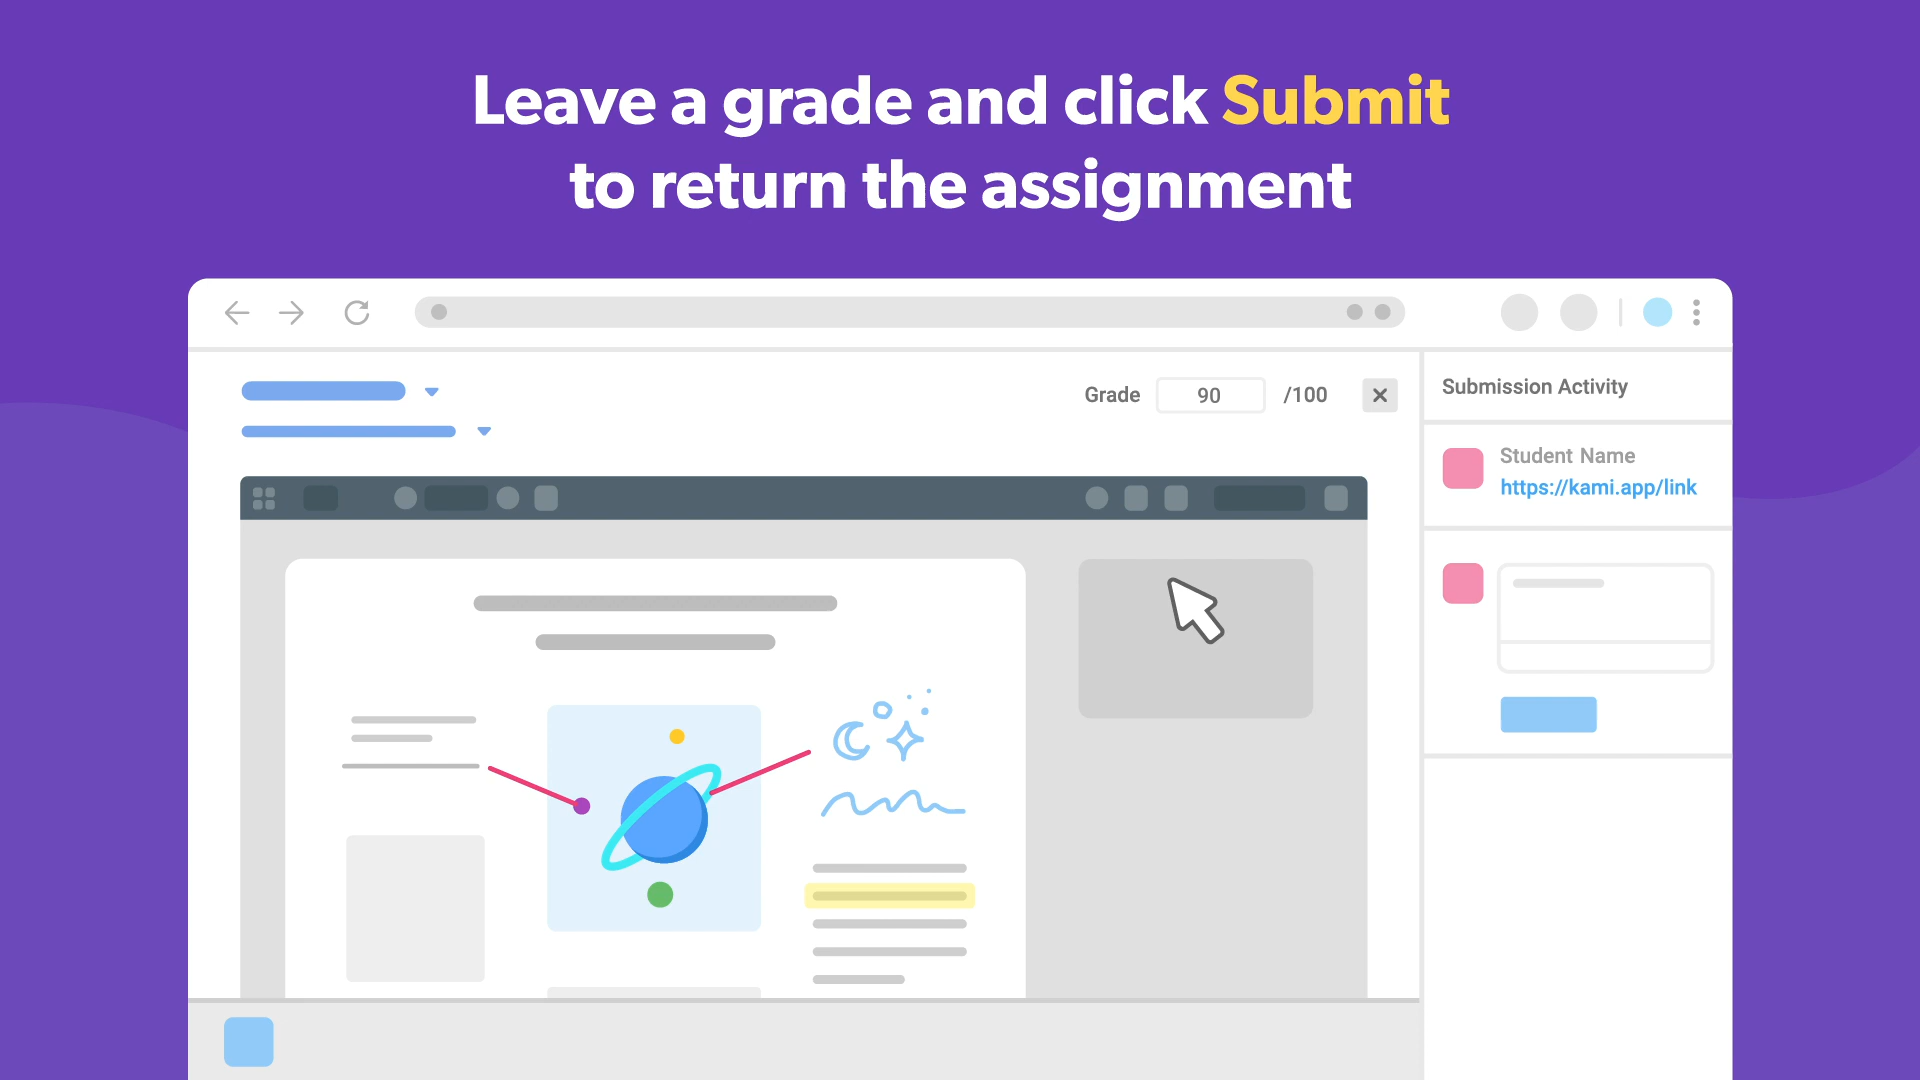 Leave a grade and click Submit
to return the assignment
Grade 90 /100
Submission Activity
Student Name
https://kami.app/link